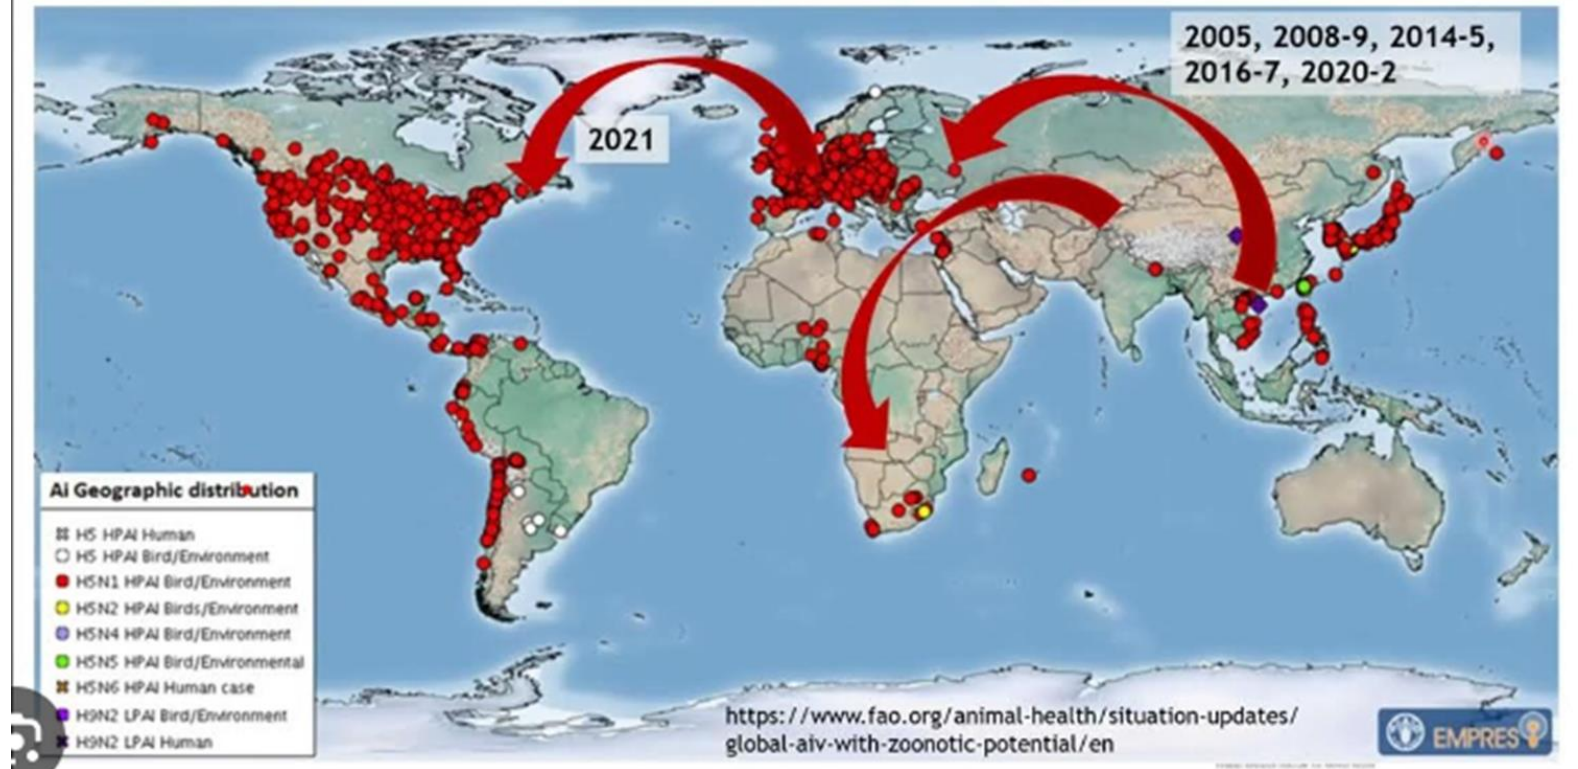 2005, 2008-9, 2014-5,
2016-7, 2020-2
2021
Ai Geographic distribution
H5 HPAI Human
H5 HPAI Bird/Environment
H5N1 HPAI Bird/Environment
H5N2 HPAI Birds/Environment
H5N4 HPAI Bird/Environment
H5N5 HPAI Bird/Environmental
H5N6 HPAI Human case
H9N2 LPAI Bird/Environment
H9N2 LPAI Human
https://www.fao.org/animal-health/situation-updates/
global-aiv-with-zoonotic-potential/en
EMPRES